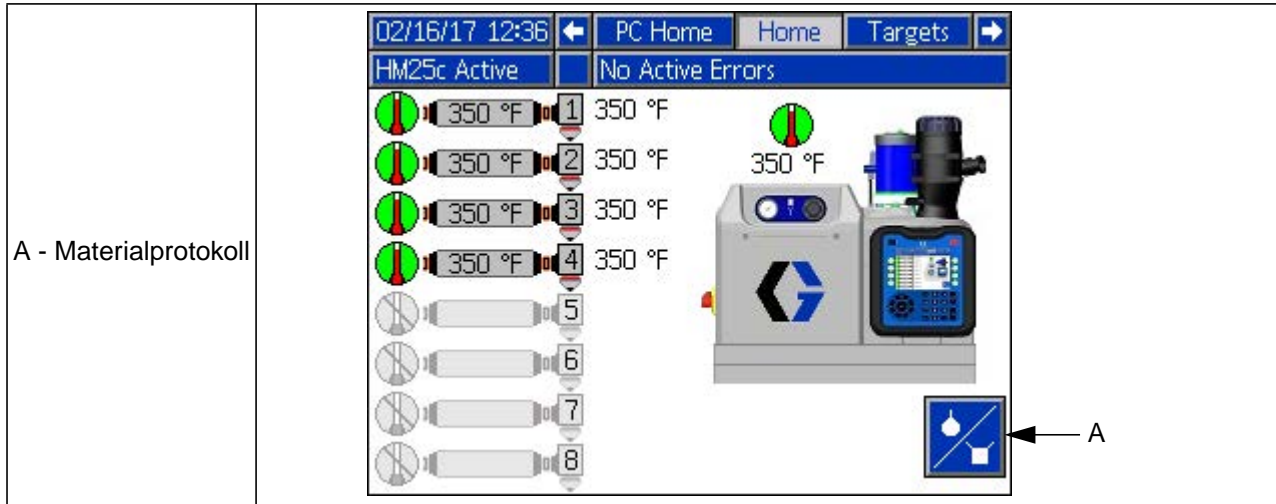 A - Materialprotokoll
02/16/17 12:36 PC Home Home Targets
HM25c Active No Active Errors
350 °F 1 350 °F
350 °F 2 350 °F
350 °F 3 350 °F
350 °F 4 350 °F
350 °F
5
6
7
8
A